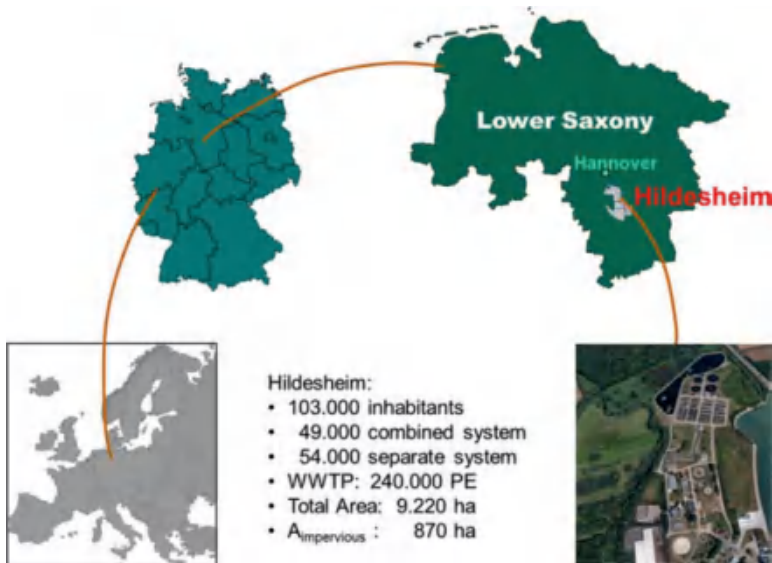 Lower Saxony
Hannover
Hildesheim
Hildesheim:
• 103.000 inhabitants
• 49.000 combined system
• 54.000 separate system
• WWTP: 240.000 PE
• Total Area: 9.220 ha
• Aimpervious : 870 ha